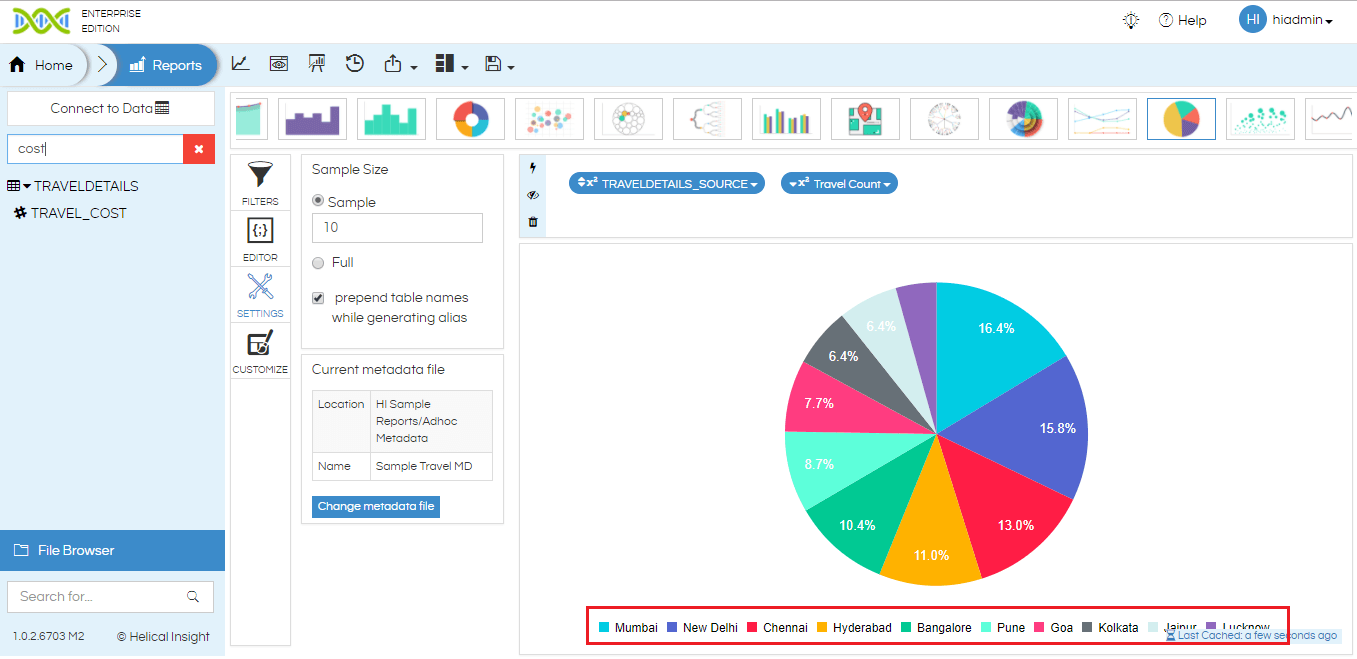 ENTERPRISE
EDITION
Help
HI
hiadmin
Home
Reports
Connect to Data
cost
TRAVELDETAILS
TRAVEL_COST
FILTERS
{;}
EDITOR
SETTINGS
CUSTOMIZE
Sample Size
Sample
10
Full
prepend table names
while generating alias
Current metadata file
Location HI Sample
Reports/Adhoc
Metadata
Name Sample Travel MD
Change metadata file
x² TRAVELDETAILS_SOURCE
x² Travel Count
16.4%
15.8%
13.0%
11.0%
10.4%
8.7%
7.7%
6.4%
6.4%
Mumbai New Delhi Chennai Hyderabad Bangalore Pune Goa Kolkata Jaipur Lucknow
Last Cached: a few seconds ago
File Browser
Search for...
1.0.2.6703 M2 © Helical Insight